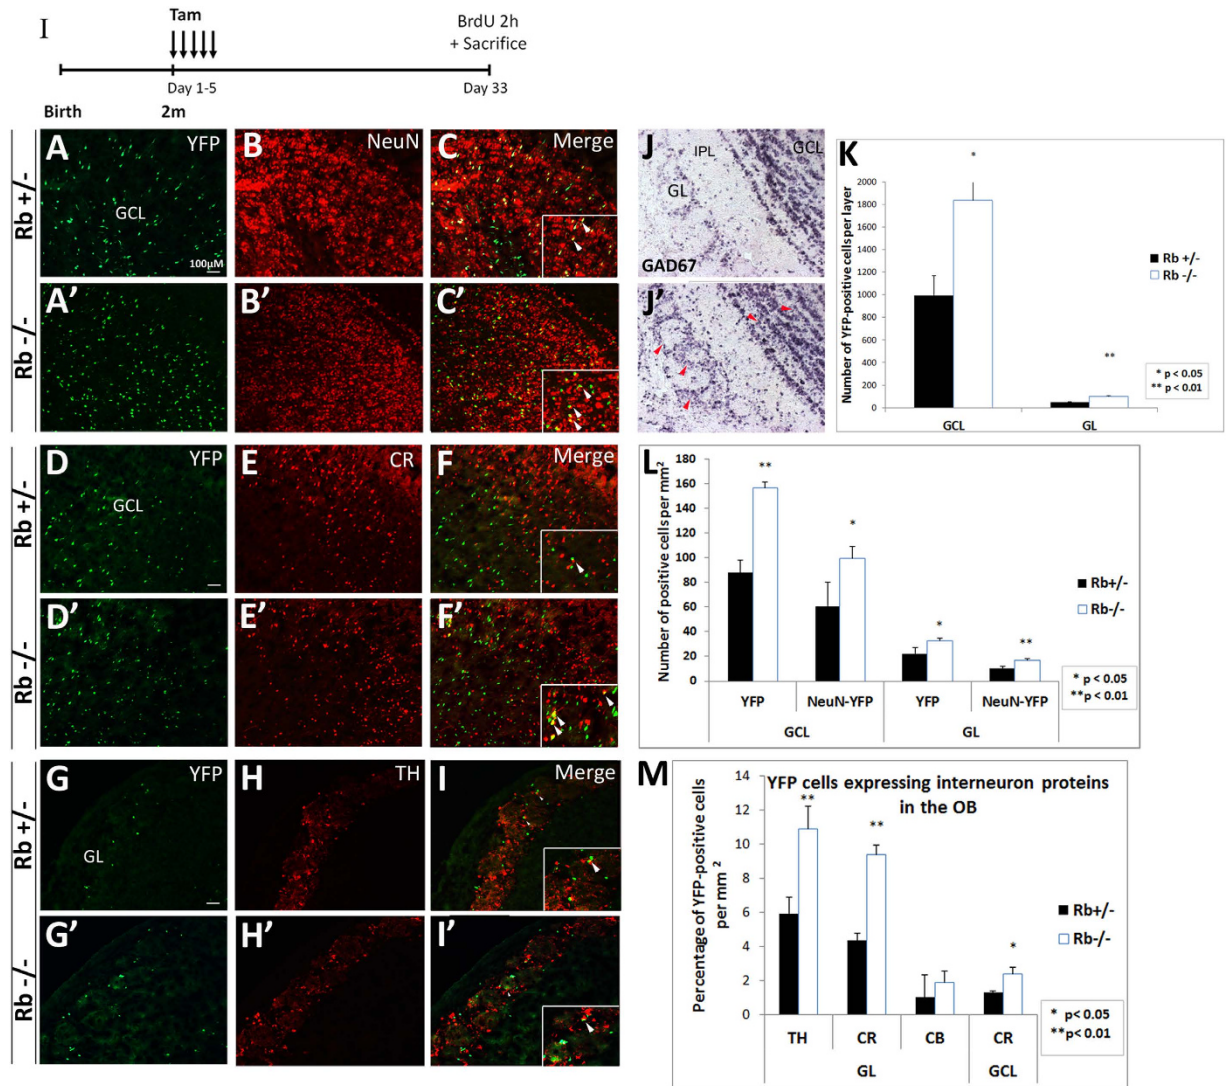 I
Tam
BrdU 2h
+ Sacrifice
Day 1-5
Day 33
Birth
2m
Rb +/-
A
YFP
GCL
100µM
B
NeuN
C
Merge
Rb -/-
A'
B'
C'
Rb +/-
D
YFP
GCL
E
CR
F
Merge
Rb -/-
D'
E'
F'
Rb +/-
G
YFP
GL
H
TH
I
Merge
Rb -/-
G'
H'
I'
J
IPL
GCL
GL
GAD67
J'
K
Number of YFP-positive cells per layer
2000
1800
1600
1400
1200
1000
800
600
400
200
0
*
**
GCL
GL
Rb +/-
Rb -/-
* p < 0.05
** p < 0.01
L
Number of positive cells per mm²
180
160
140
120
100
80
60
40
20
0
**
*
*
**
YFP
NeuN-YFP
YFP
NeuN-YFP
GCL
GL
Rb+/-
Rb-/-
* p < 0.05
**p < 0.01
M
YFP cells expressing interneuron proteins
in the OB
Percentage of YFP-positive cells
per mm ²
14
12
10
8
6
4
2
0
**
**
*
TH
CR
CB
CR
GL
GCL
Rb+/-
Rb-/-
* p< 0.05
**p< 0.01